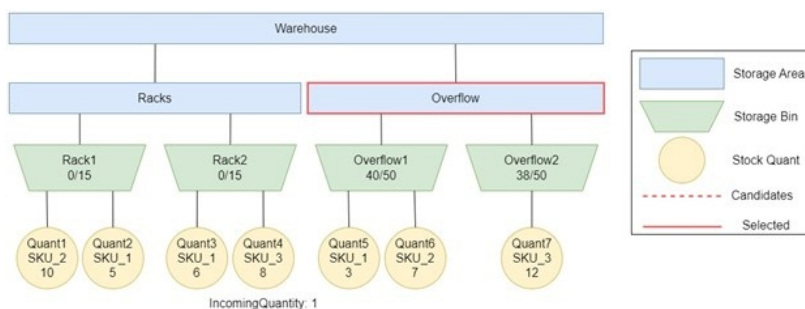 Warehouse
Storage Area
Racks
Overflow
Storage Bin
Rack1
0/15
Rack2
0/15
Overflow1
40/50
Overflow2
38/50
Stock Quant
Candidates
Selected
Quant1
SKU_2
10
Quant2
SKU_1
5
Quant3
SKU_1
6
Quant4
SKU_3
8
Quant5
SKU_1
3
Quant6
SKU_2
7
Quant7
SKU_3
12
IncomingQuantity: 1